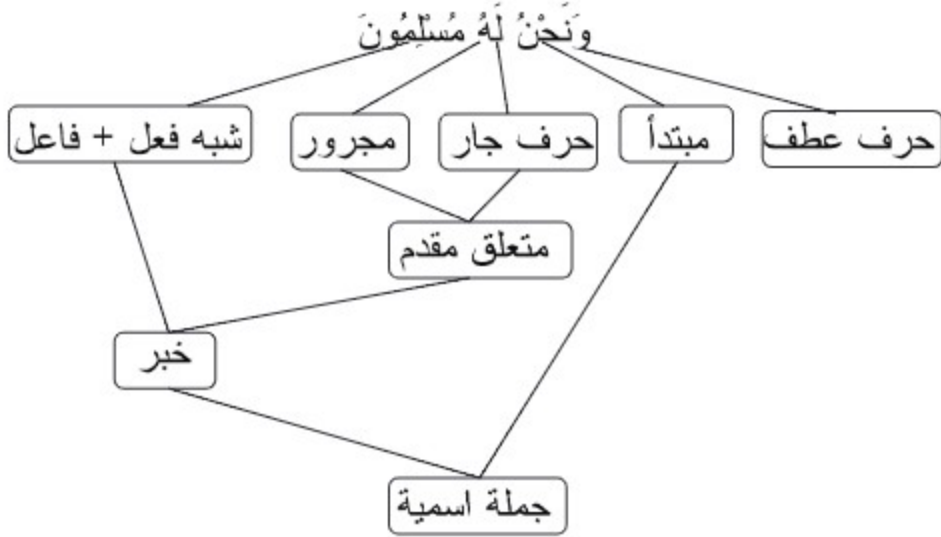 وَنَحْنُ لَهُ مُسْلِمُونَ
حرف عطف
مبتدأ
حرف جار
مجرور
شبه فعل + فاعل
متعلق مقدم
خبر
جملة اسمية